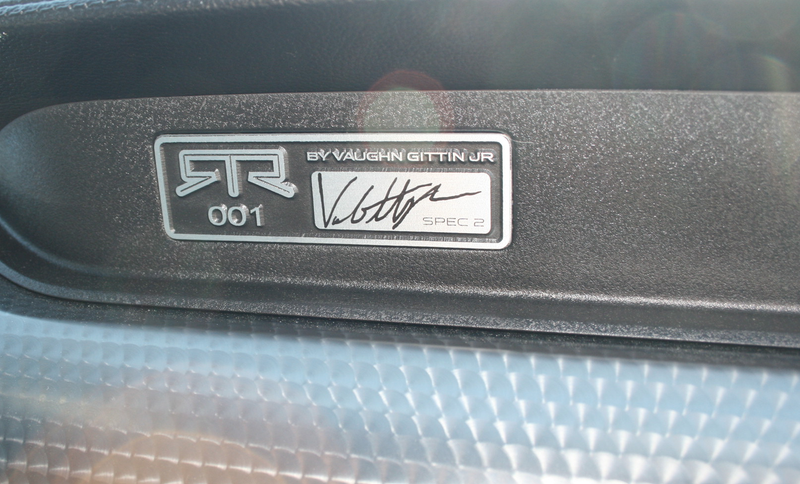 RTR
001
BY VAUGHN GITTIN JR
SPEC 2